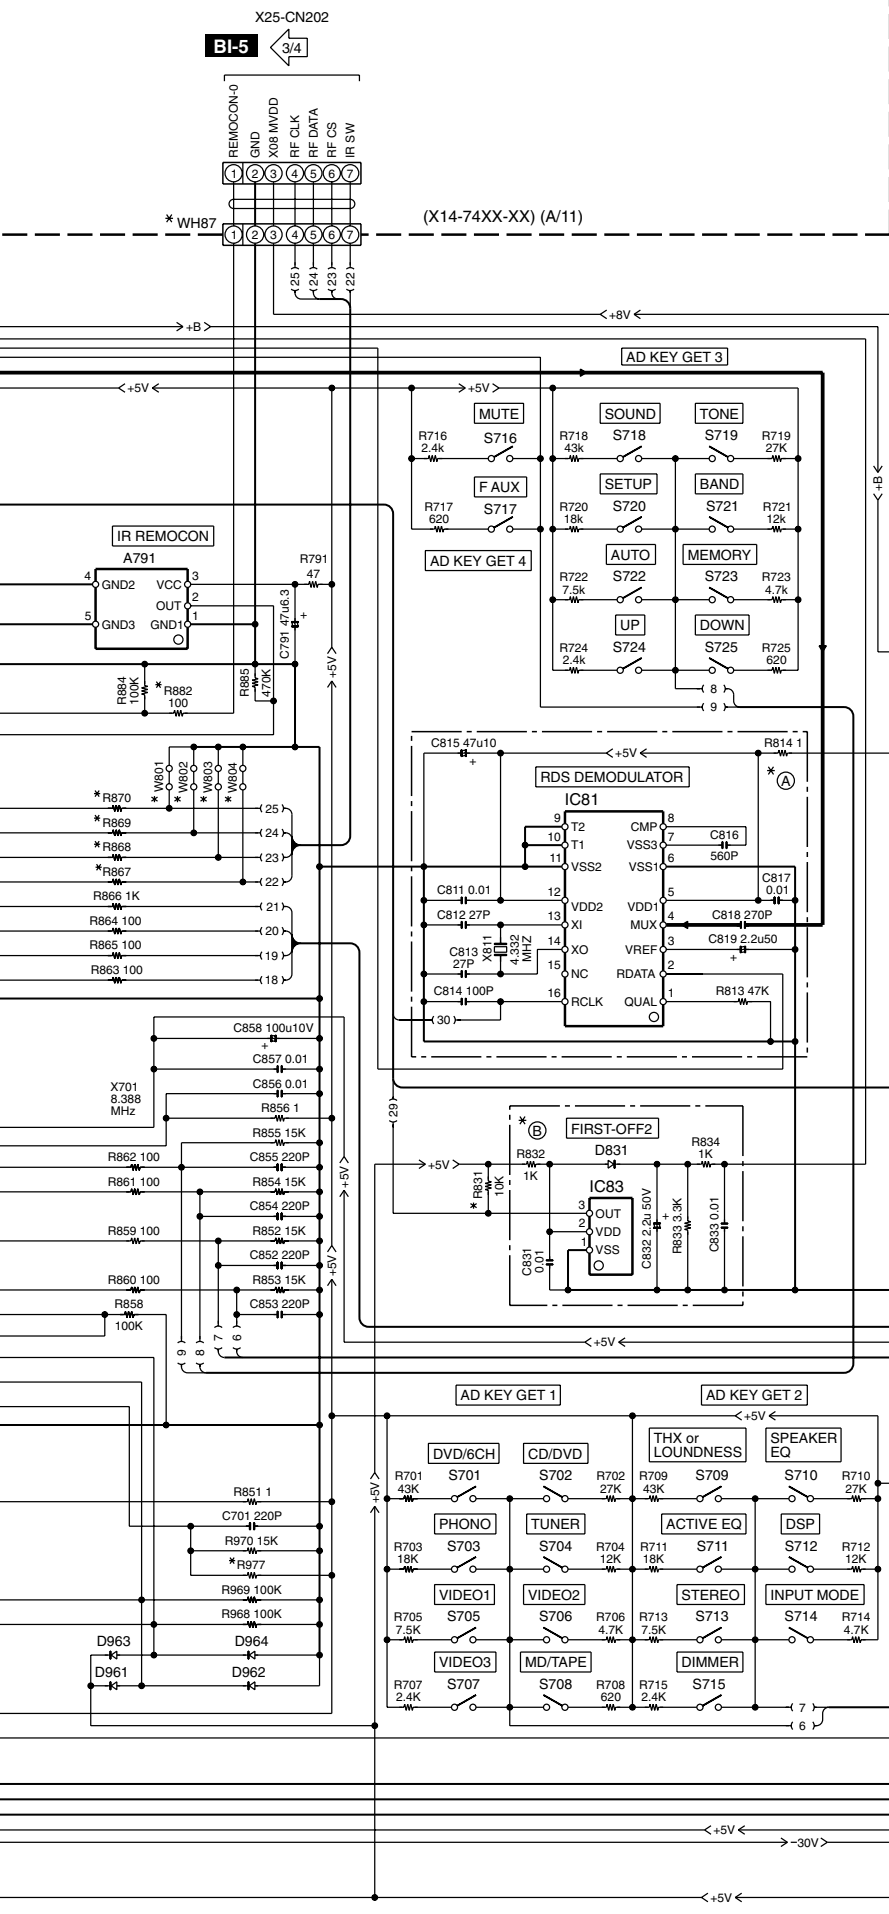 X25-CN202
BI-5 3/4
REMOCON-0
GND
X08 MVDD
RF CLK
RF DATA
RF CS
IR SW
1 2 3 4 5 6 7
* WH87
(X14-74XX-XX) (A/11)
1 2 3 4 5 6 7
25 24 23 22
+8V
+B
AD KEY GET 3
+5V +5V
MUTE SOUND TONE
R716 2.4k S716 R718 43k S718 S719 R719 27K
+B
F AUX SETUP BAND
R717 620 S717 R720 18k S720 S721 R721 12k
AD KEY GET 4
AUTO MEMORY
R722 7.5k S722 S723 R723 4.7k
UP DOWN
R724 2.4k S724 S725 R725 620
8
9
IR REMOCON
A791
R791 47
4 GND2 VCC 3
OUT 2
5 GND3 GND1 1
C791 47u6.3 +
+5V
R884 100K
* R882 100
R885 470K
C815 47u10 +
+5V
R814 1
* A
RDS DEMODULATOR
IC81
* W801
* W802
* W803
* W804
* R870 25
* R869 24
* R868 23
* R867 22
R866 1K 21
R864 100 20
R865 100 19
R863 100 18
9 T2 CMP 8
10 T1 VSS3 7
11 VSS2 VSS1 6
12 VDD2 VDD1 5
13 XI MUX 4
14 XO VREF 3
15 NC RDATA 2
16 RCLK QUAL 1
C816 560P
C817 0.01
C811 0.01
C812 27P
C818 270P
X811 4.332 MHZ
C819 2.2u50 +
C813 27P
C814 100P
R813 47K
30
C858 100u10V +
C857 0.01
X701 8.388 MHz
C856 0.01
R856 1
29
R855 15K
R862 100 C855 220P
R861 100 R854 15K
C854 220P
R859 100 R852 15K
C852 220P
R860 100 R853 15K
R858 100K C853 220P
+5V
+5V
9 8 7 6
* B
FIRST-OFF2
+5V
R832 1K
D831
R834 1K
* R831 10K
IC83
3 OUT
2 VDD
1 VSS
C831 0.01
C832 2.2u 50V +
R833 3.3K
C833 0.01
+5V
AD KEY GET 1 AD KEY GET 2
+5V
DVD/6CH CD/DVD THX or LOUNDNESS SPEAKER EQ
R701 43K S701 S702 R702 27K R709 43K S709 S710 R710 27K
PHONO TUNER ACTIVE EQ DSP
R703 18K S703 S704 R704 12K R711 18K S711 S712 R712 12K
VIDEO1 VIDEO2 STEREO INPUT MODE
R705 7.5K S705 S706 R706 4.7K R713 7.5K S713 S714 R714 4.7K
VIDEO3 MD/TAPE DIMMER
R707 2.4K S707 S708 R708 620 R715 2.4K S715
7
6
+5V
R851 1
C701 220P
R970 15K
* R977
R969 100K
R968 100K
D963 D964
D961 D962
+5V
−30V
+5V